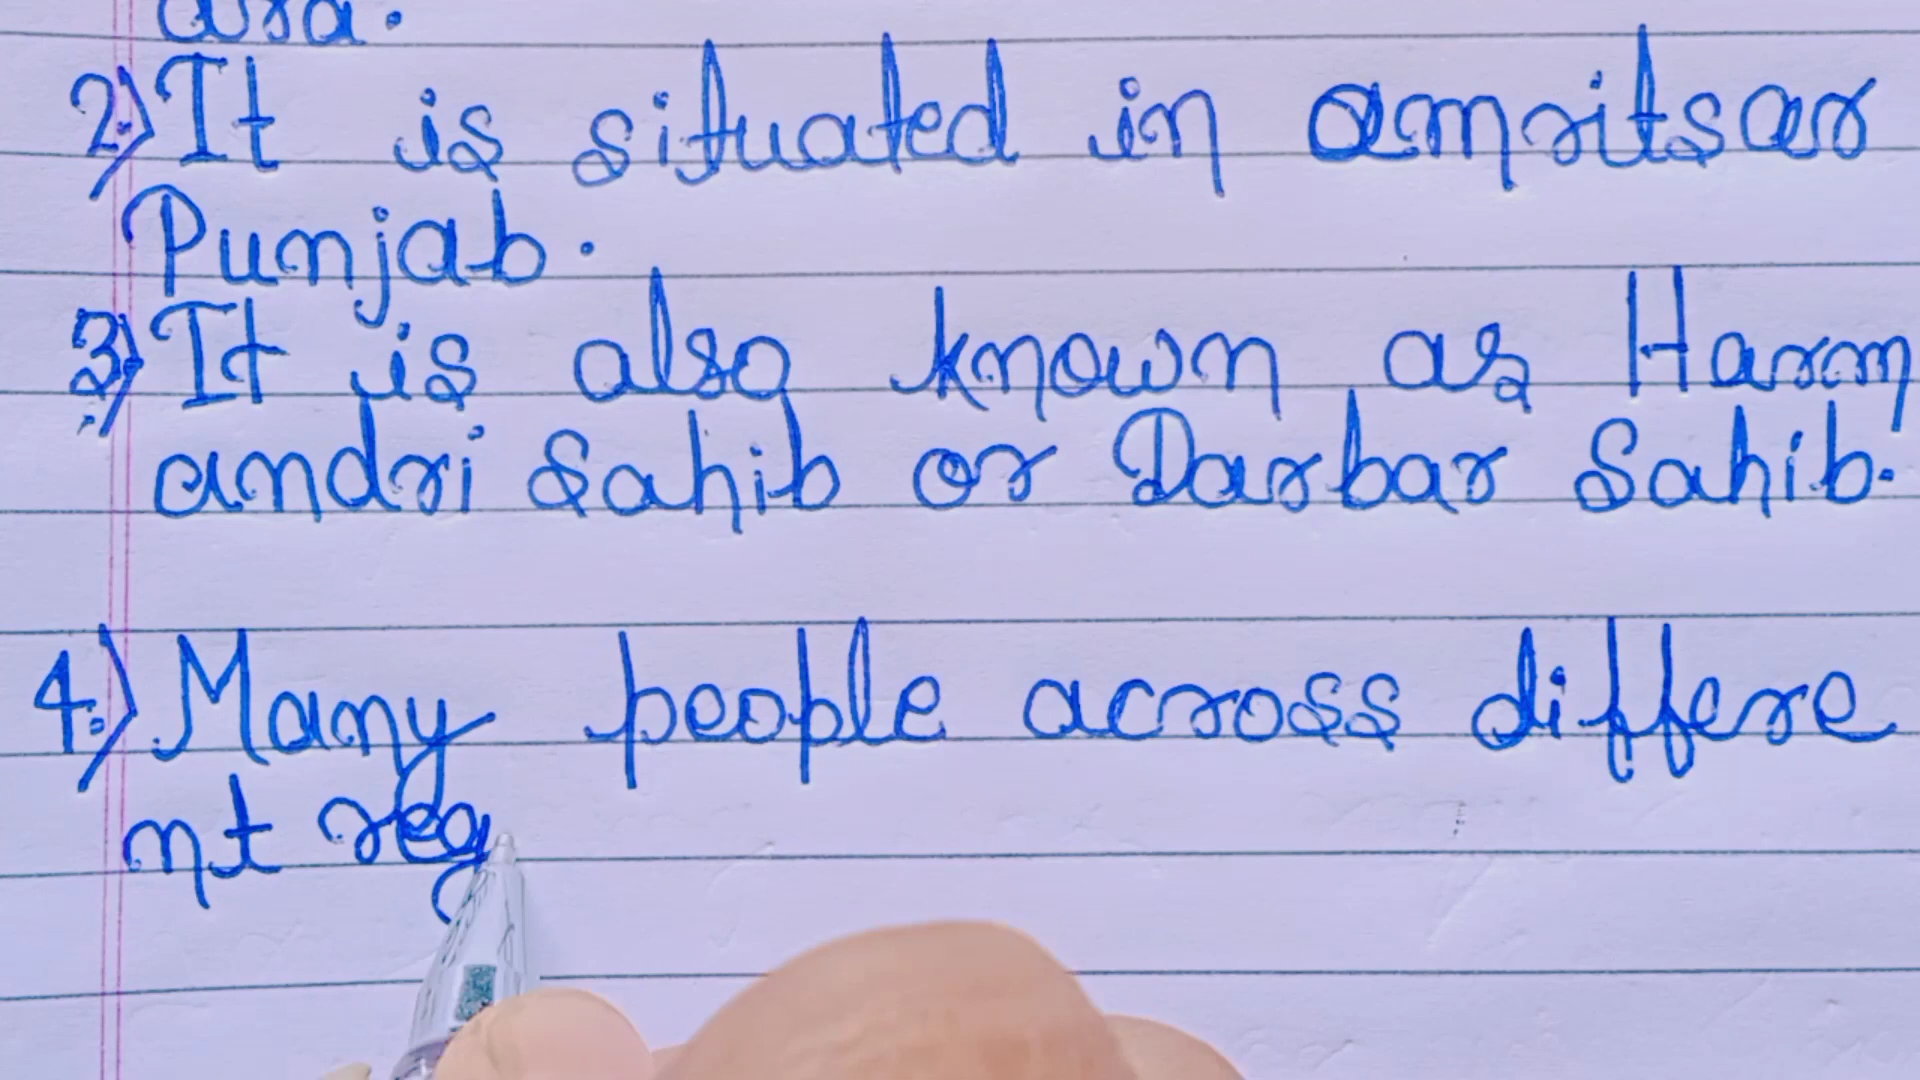 2.) It is situated in amritsar
Punjab.
3.) It is also known as Harm
andri Sahib or Darbar Sahib.
4.) Many people across differe
nt reg